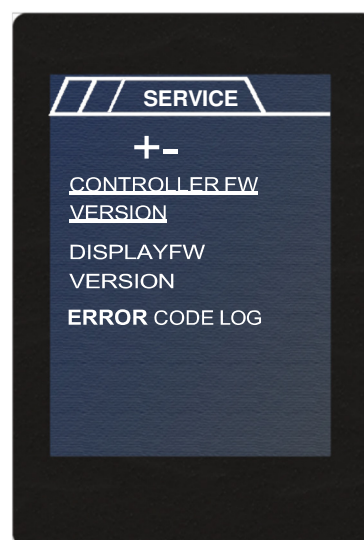 SERVICE
+-
CONTROLLER FW
VERSION
DISPLAYFW
VERSION
ERROR CODE LOG